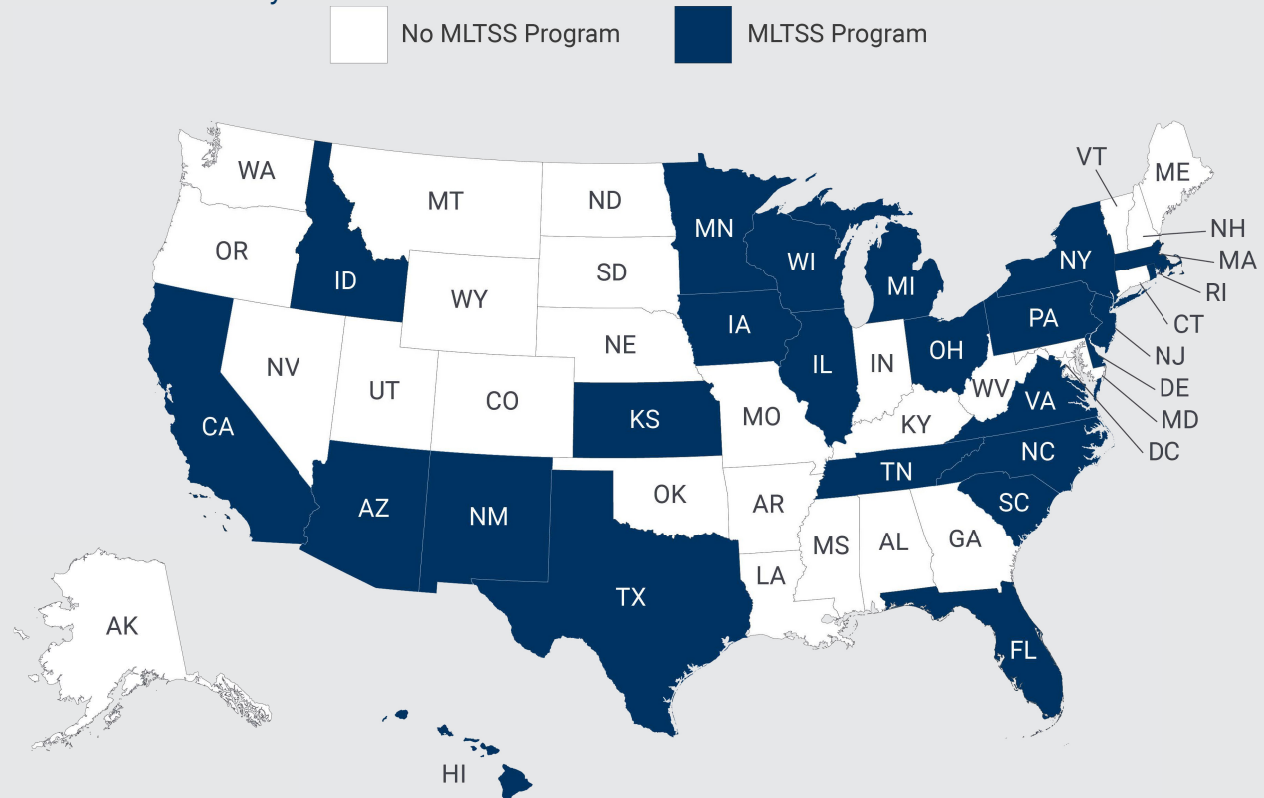 No MLTSS Program
MLTSS Program
WA
MT
ND
MN
VT
ME
OR
ID
SD
WI
MI
NY
NH
MA
RI
WY
IA
PA
CT
NV
UT
CO
NE
IL
IN
OH
NJ
DE
MD
DC
CA
KS
MO
KY
WV
VA
AZ
NM
OK
AR
TN
NC
SC
MS
AL
GA
LA
TX
FL
AK
HI